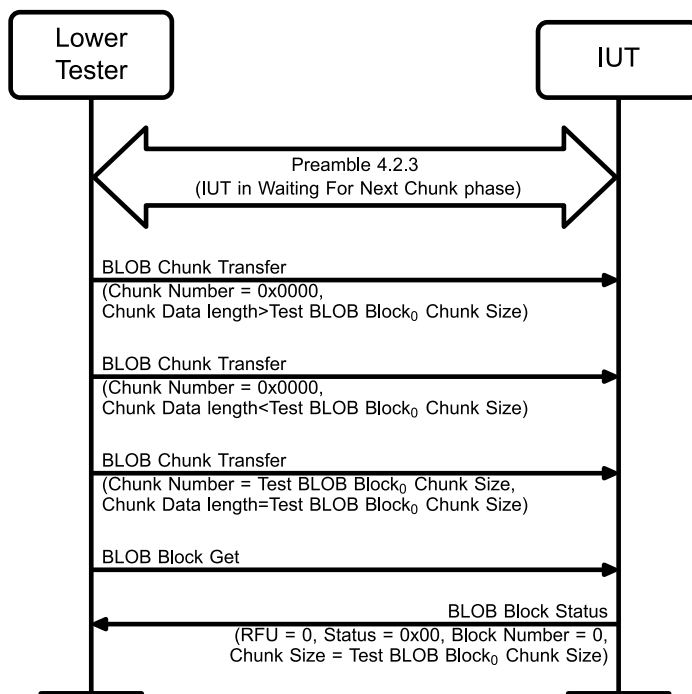 Lower
Tester
IUT
Preamble 4.2.3
(IUT in Waiting For Next Chunk phase)
BLOB Chunk Transfer
(Chunk Number = 0x0000,
Chunk Data length>Test BLOB Block₀ Chunk Size)
BLOB Chunk Transfer
(Chunk Number = 0x0000,
Chunk Data length<Test BLOB Block₀ Chunk Size)
BLOB Chunk Transfer
(Chunk Number = Test BLOB Block₀ Chunk Size,
Chunk Data length=Test BLOB Block₀ Chunk Size)
BLOB Block Get
BLOB Block Status
(RFU = 0, Status = 0x00, Block Number = 0,
Chunk Size = Test BLOB Block₀ Chunk Size)